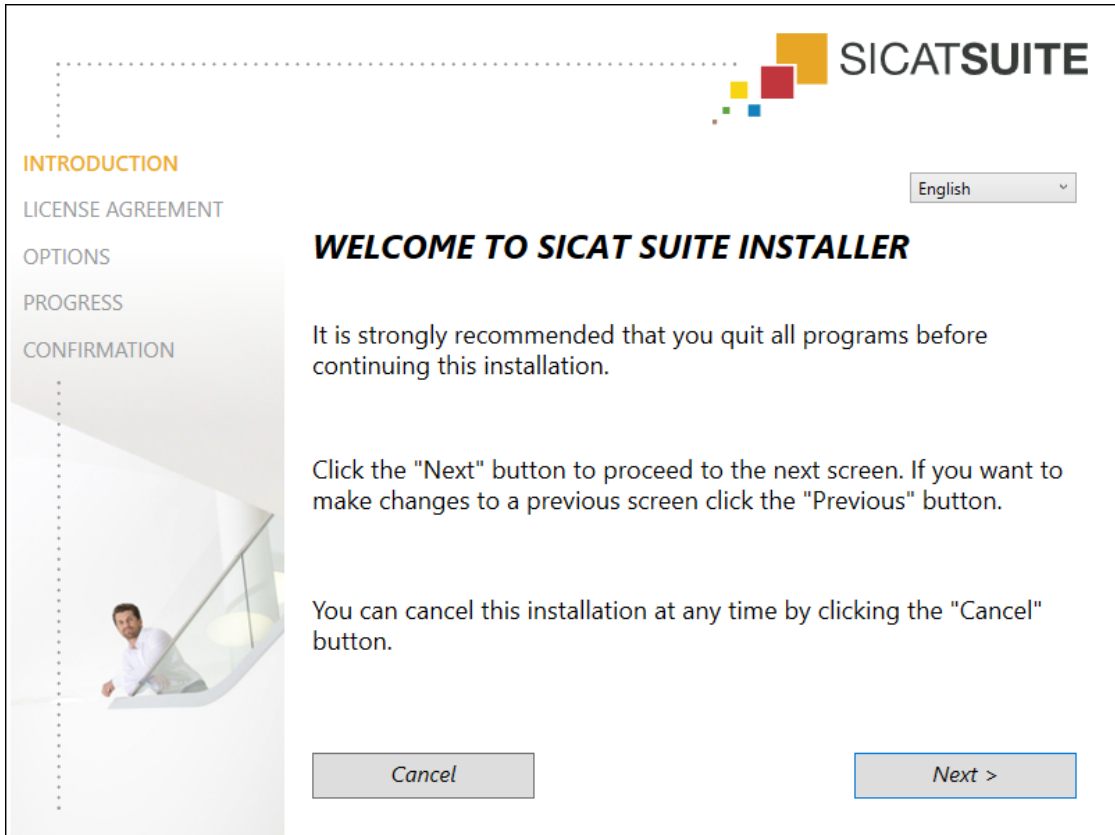 SICATSUITE
INTRODUCTION
LICENSE AGREEMENT
OPTIONS
PROGRESS
CONFIRMATION
English
WELCOME TO SICAT SUITE INSTALLER
It is strongly recommended that you quit all programs before
continuing this installation.
Click the "Next" button to proceed to the next screen. If you want to
make changes to a previous screen click the "Previous" button.
You can cancel this installation at any time by clicking the "Cancel"
button.
Cancel
Next >